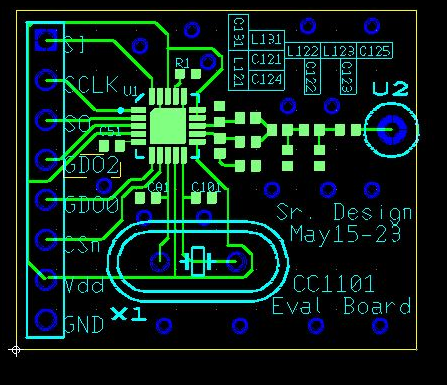 SI
SCLK
SO
GDO2
GDO0
CSn
Vdd
GND
X1
U1
R1
C51
C81
C101
C131
L131
C121
L121
C124
L122
L123
C125
C122
C123
U2
Sr. Design
May15-23
CC1101
Eval Board